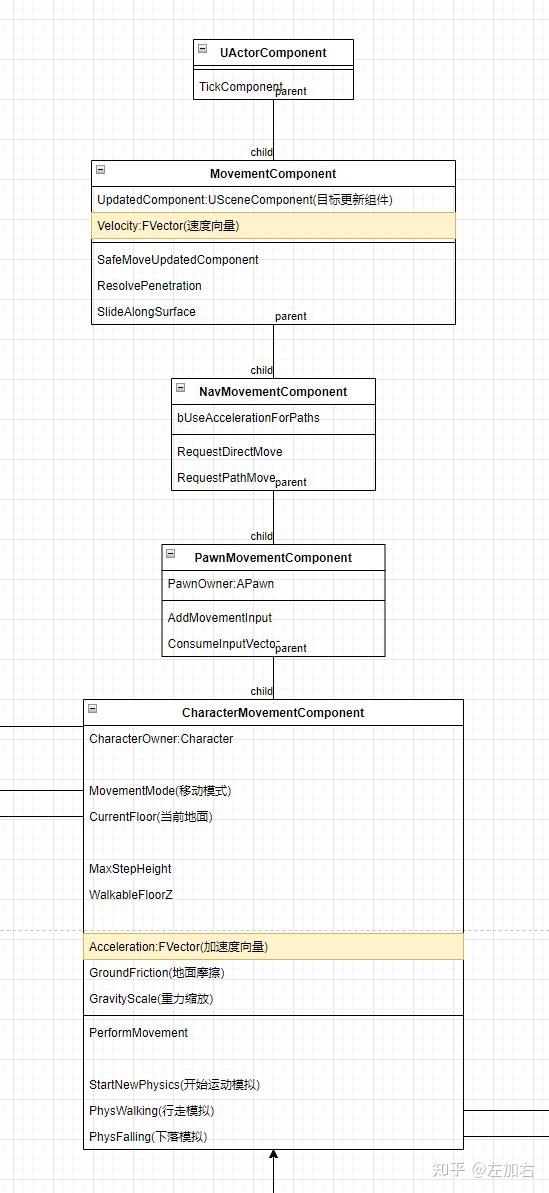 UActorComponent
TickComponent
parent
child
MovementComponent
UpdatedComponent:USceneComponent(目标更新组件)
Velocity:FVector(速度向量)
SafeMoveUpdatedComponent
ResolvePenetration
SlideAlongSurface
parent
child
NavMovementComponent
bUseAccelerationForPaths
RequestDirectMove
RequestPathMove
parent
child
PawnMovementComponent
PawnOwner:APawn
AddMovementInput
ConsumeInputVector
parent
child
CharacterMovementComponent
CharacterOwner:Character
MovementMode(移动模式)
CurrentFloor(当前地面)
MaxStepHeight
WalkableFloorZ
Acceleration:FVector(加速度向量)
GroundFriction(地面摩擦)
GravityScale(重力缩放)
PerformMovement
StartNewPhysics(开始运动模拟)
PhysWalking(行走模拟)
PhysFalling(下落模拟)
知乎 @左加右